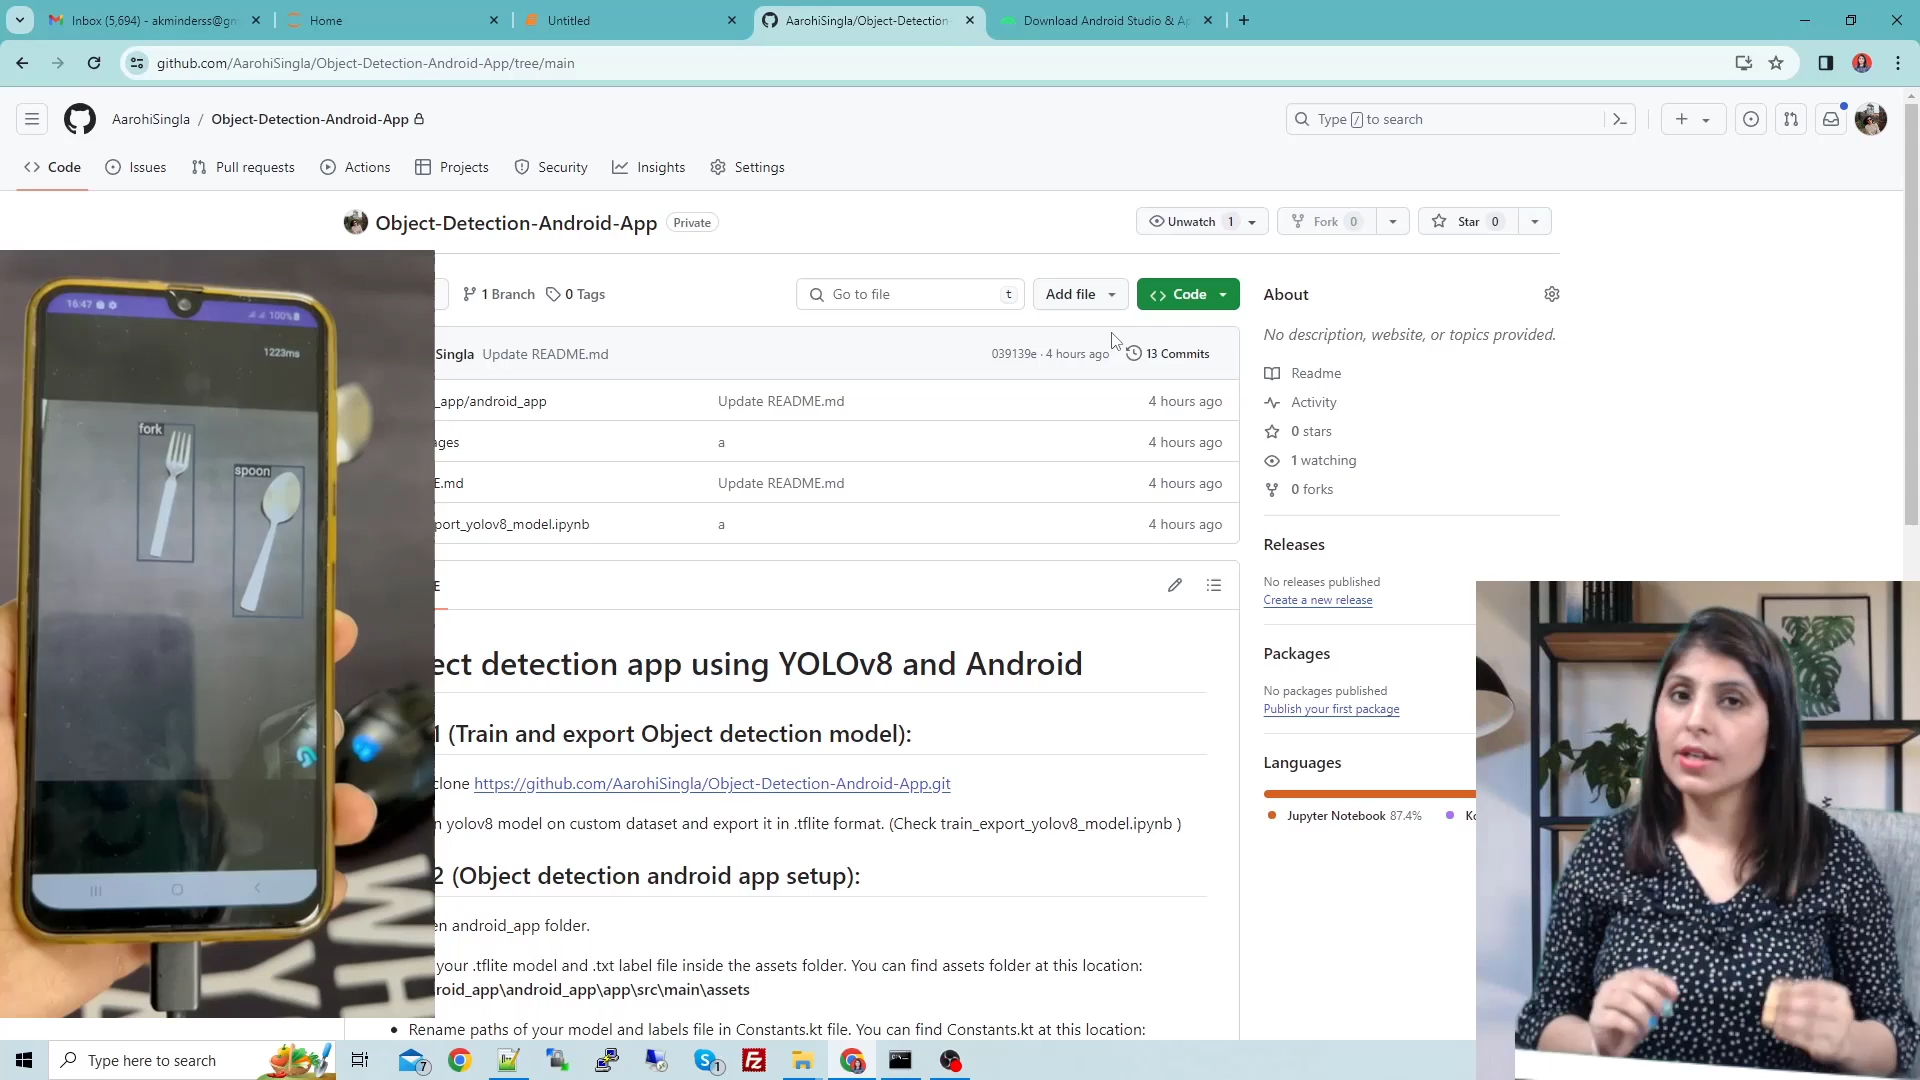 Inbox (5,694) - akminderss@gm
Home
Untitled
AarohiSingla/Object-Detection-
Download Android Studio & Ap
github.com/AarohiSingla/Object-Detection-Android-App/tree/main
AarohiSingla / Object-Detection-Android-App
Type / to search
Code
Issues
Pull requests
Actions
Projects
Security
Insights
Settings
Object-Detection-Android-App
Private
Unwatch 1
Fork 0
Star 0
1 Branch
0 Tags
Go to file
t
Add file
Code
Singla Update README.md
039139e · 4 hours ago
13 Commits
_app/android_app
Update README.md
4 hours ago
ages
a
4 hours ago
E.md
Update README.md
4 hours ago
port_yolov8_model.ipynb
a
4 hours ago
E
ect detection app using YOLOv8 and Android
1 (Train and export Object detection model):
clone https://github.com/AarohiSingla/Object-Detection-Android-App.git
n yolov8 model on custom dataset and export it in .tflite format. (Check train_export_yolov8_model.ipynb )
2 (Object detection android app setup):
en android_app folder.
your .tflite model and .txt label file inside the assets folder. You can find assets folder at this location:
roid_app\android_app\app\src\main\assets
• Rename paths of your model and labels file in Constants.kt file. You can find Constants.kt at this location:
About
No description, website, or topics provided.
Readme
Activity
0 stars
1 watching
0 forks
Releases
No releases published
Create a new release
Packages
No packages published
Publish your first package
Languages
Jupyter Notebook 87.4%
Ko
16:47
100%
1223ms
fork
spoon
Type here to search
7
1